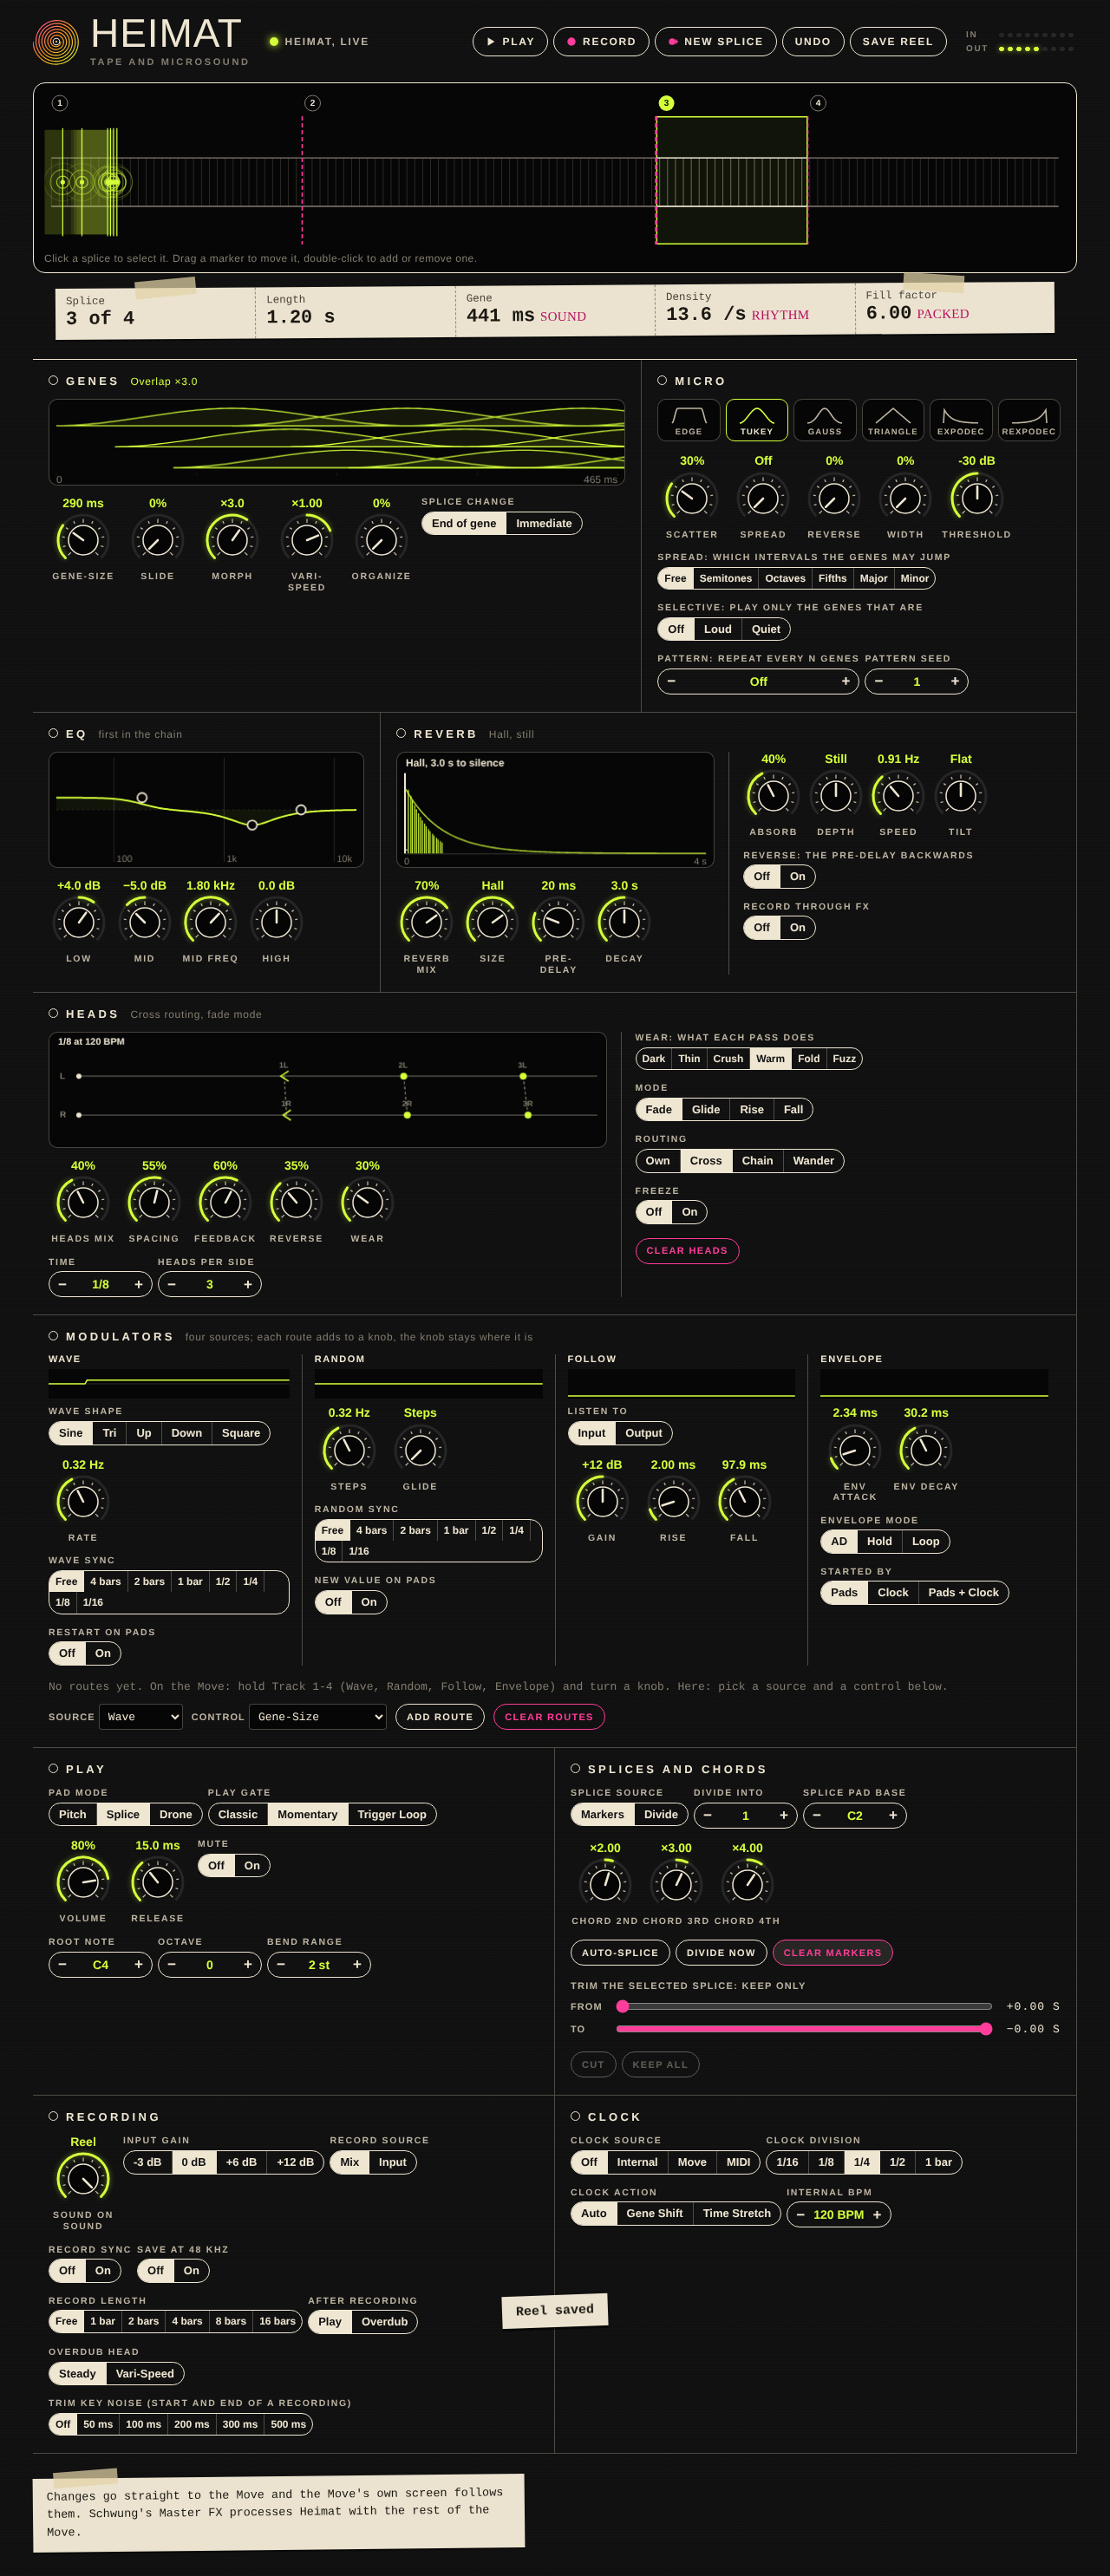 HEIMAT
TAPE AND MICROSOUND
HEIMAT, LIVE
PLAY
RECORD
NEW SPLICE
UNDO
SAVE REEL
IN
OUT
1
2
3
4
Click a splice to select it. Drag a marker to move it, double-click to add or remove one.
Splice
3 of 4
Length
1.20 s
Gene
441 ms SOUND
Density
13.6 /s RHYTHM
Fill factor
6.00 PACKED
GENES Overlap ×3.0
0 465 ms
290 ms 0% ×3.0 ×1.00 0%
GENE-SIZE SLIDE MORPH VARI-SPEED ORGANIZE
SPLICE CHANGE
End of gene Immediate
MICRO
EDGE TUKEY GAUSS TRIANGLE EXPODEC REXPODEC
30% Off 0% 0% -30 dB
SCATTER SPREAD REVERSE WIDTH THRESHOLD
SPREAD: WHICH INTERVALS THE GENES MAY JUMP
Free Semitones Octaves Fifths Major Minor
SELECTIVE: PLAY ONLY THE GENES THAT ARE
Off Loud Quiet
PATTERN: REPEAT EVERY N GENES PATTERN SEED
− Off + − 1 +
EQ first in the chain
100 1k 10k
+4.0 dB −5.0 dB 1.80 kHz 0.0 dB
LOW MID MID FREQ HIGH
REVERB Hall, still
Hall, 3.0 s to silence
0 4 s
70% Hall 20 ms 3.0 s
REVERB MIX SIZE PRE-DELAY DECAY
40% Still 0.91 Hz Flat
ABSORB DEPTH SPEED TILT
REVERSE: THE PRE-DELAY BACKWARDS
Off On
RECORD THROUGH FX
Off On
HEADS Cross routing, fade mode
1/8 at 120 BPM
1L 2L 3L
L
1R 2R 3R
R
40% 55% 60% 35% 30%
HEADS MIX SPACING FEEDBACK REVERSE WEAR
TIME HEADS PER SIDE
− 1/8 + − 3 +
WEAR: WHAT EACH PASS DOES
Dark Thin Crush Warm Fold Fuzz
MODE
Fade Glide Rise Fall
ROUTING
Own Cross Chain Wander
FREEZE
Off On
CLEAR HEADS
MODULATORS four sources; each route adds to a knob, the knob stays where it is
WAVE
WAVE SHAPE
Sine Tri Up Down Square
0.32 Hz
RATE
WAVE SYNC
Free 4 bars 2 bars 1 bar 1/2 1/4
1/8 1/16
RESTART ON PADS
Off On
RANDOM
0.32 Hz Steps
STEPS GLIDE
RANDOM SYNC
Free 4 bars 2 bars 1 bar 1/2 1/4
1/8 1/16
NEW VALUE ON PADS
Off On
FOLLOW
LISTEN TO
Input Output
+12 dB 2.00 ms 97.9 ms
GAIN RISE FALL
ENVELOPE
2.34 ms 30.2 ms
ENV ATTACK ENV DECAY
ENVELOPE MODE
AD Hold Loop
STARTED BY
Pads Clock Pads + Clock
No routes yet. On the Move: hold Track 1-4 (Wave, Random, Follow, Envelope) and turn a knob. Here: pick a source and a control below.
SOURCE Wave CONTROL Gene-Size ADD ROUTE CLEAR ROUTES
PLAY
PAD MODE PLAY GATE
Pitch Splice Drone Classic Momentary Trigger Loop
80% 15.0 ms MUTE
Off On
VOLUME RELEASE
ROOT NOTE OCTAVE BEND RANGE
− C4 + − 0 + − 2 st +
SPLICES AND CHORDS
SPLICE SOURCE DIVIDE INTO SPLICE PAD BASE
Markers Divide − 1 + − C2 +
×2.00 ×3.00 ×4.00
CHORD 2ND CHORD 3RD CHORD 4TH
AUTO-SPLICE DIVIDE NOW CLEAR MARKERS
TRIM THE SELECTED SPLICE: KEEP ONLY
FROM +0.00 S
TO −0.00 S
CUT KEEP ALL
RECORDING
Reel INPUT GAIN RECORD SOURCE
-3 dB 0 dB +6 dB +12 dB Mix Input
SOUND ON SOUND
RECORD SYNC SAVE AT 48 KHZ
Off On Off On
RECORD LENGTH AFTER RECORDING
Free 1 bar 2 bars 4 bars 8 bars 16 bars Play Overdub
OVERDUB HEAD
Steady Vari-Speed
TRIM KEY NOISE (START AND END OF A RECORDING)
Off 50 ms 100 ms 200 ms 300 ms 500 ms
CLOCK
CLOCK SOURCE CLOCK DIVISION
Off Internal Move MIDI 1/16 1/8 1/4 1/2 1 bar
CLOCK ACTION INTERNAL BPM
Auto Gene Shift Time Stretch − 120 BPM +
Reel saved
Changes go straight to the Move and the Move's own screen follows
them. Schwung's Master FX processes Heimat with the rest of the
Move.